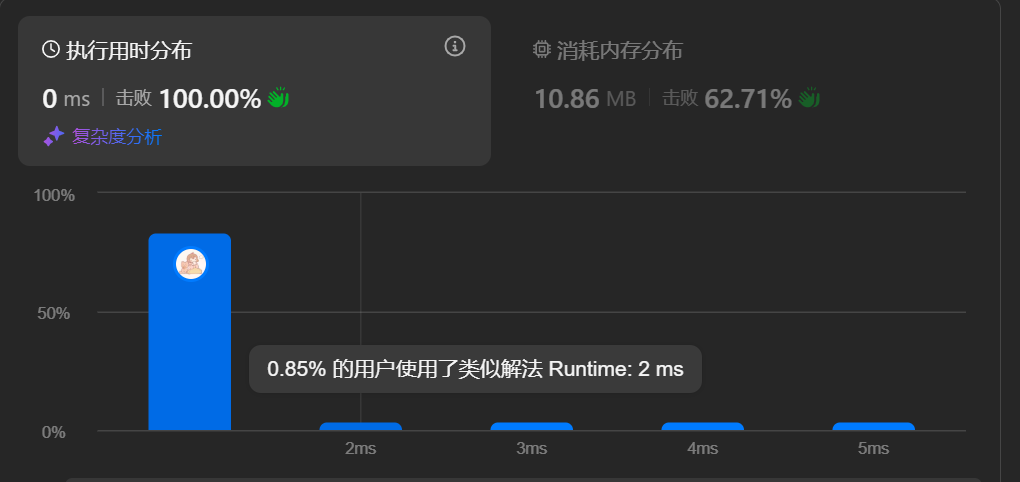 执行用时分布
0 ms | 击败 100.00%
复杂度分析
消耗内存分布
10.86 MB | 击败 62.71%
100%
50%
0%
0.85% 的用户使用了类似解法 Runtime: 2 ms
2ms 3ms 4ms 5ms